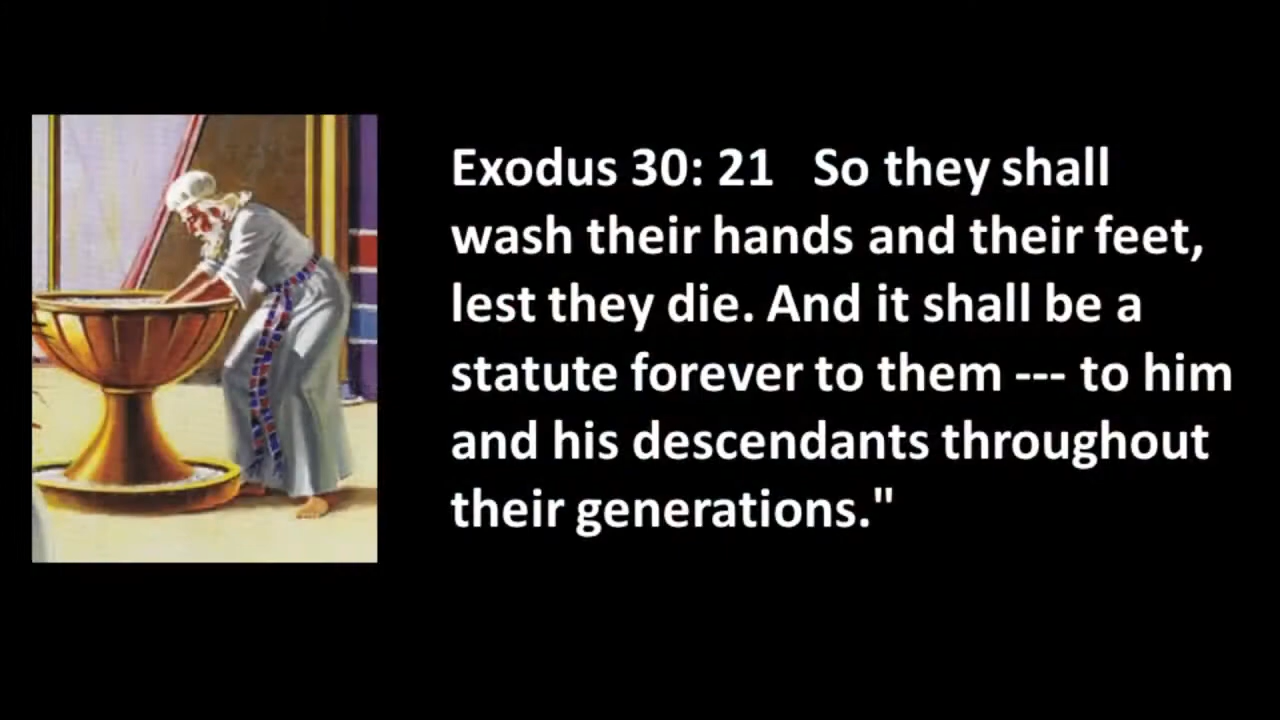 Exodus 30: 21   So they shall
wash their hands and their feet,
lest they die. And it shall be a
statute forever to them --- to him
and his descendants throughout
their generations."